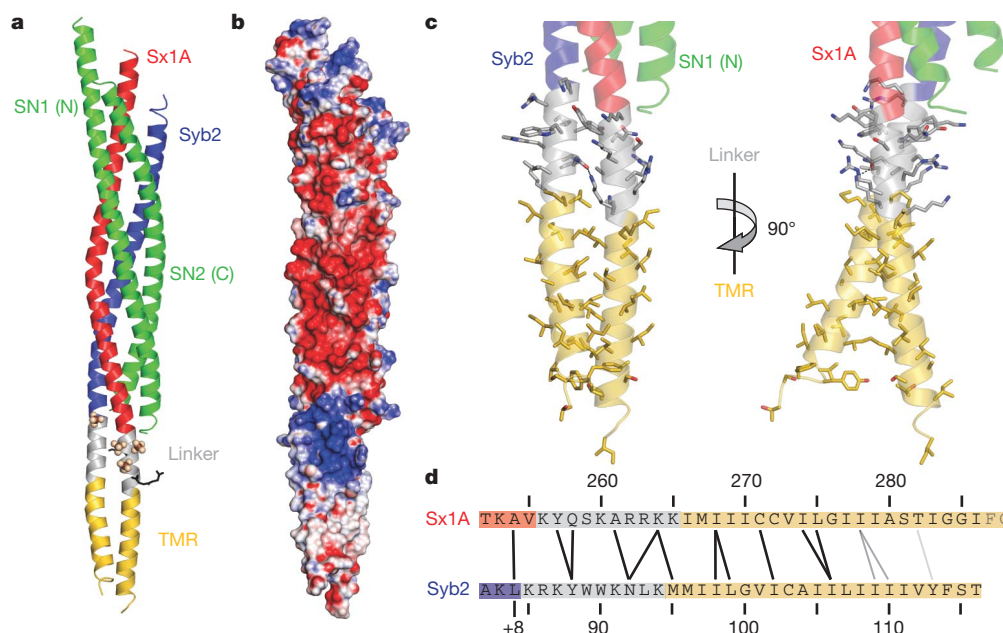 a
b
c
Sx1A
SN1 (N)
Syb2
SN2 (C)
Linker
TMR
Syb2
SN1 (N)
Sx1A
Linker
90°
TMR
d
260
270
280
Sx1A
TKAVKYQSKARRKKIMIIICCVILGIIIASTIGGIF
Syb2
AKLKRKYWWKNLKMMIILGVICAIILIIIIVYFST
+8
90
100
110